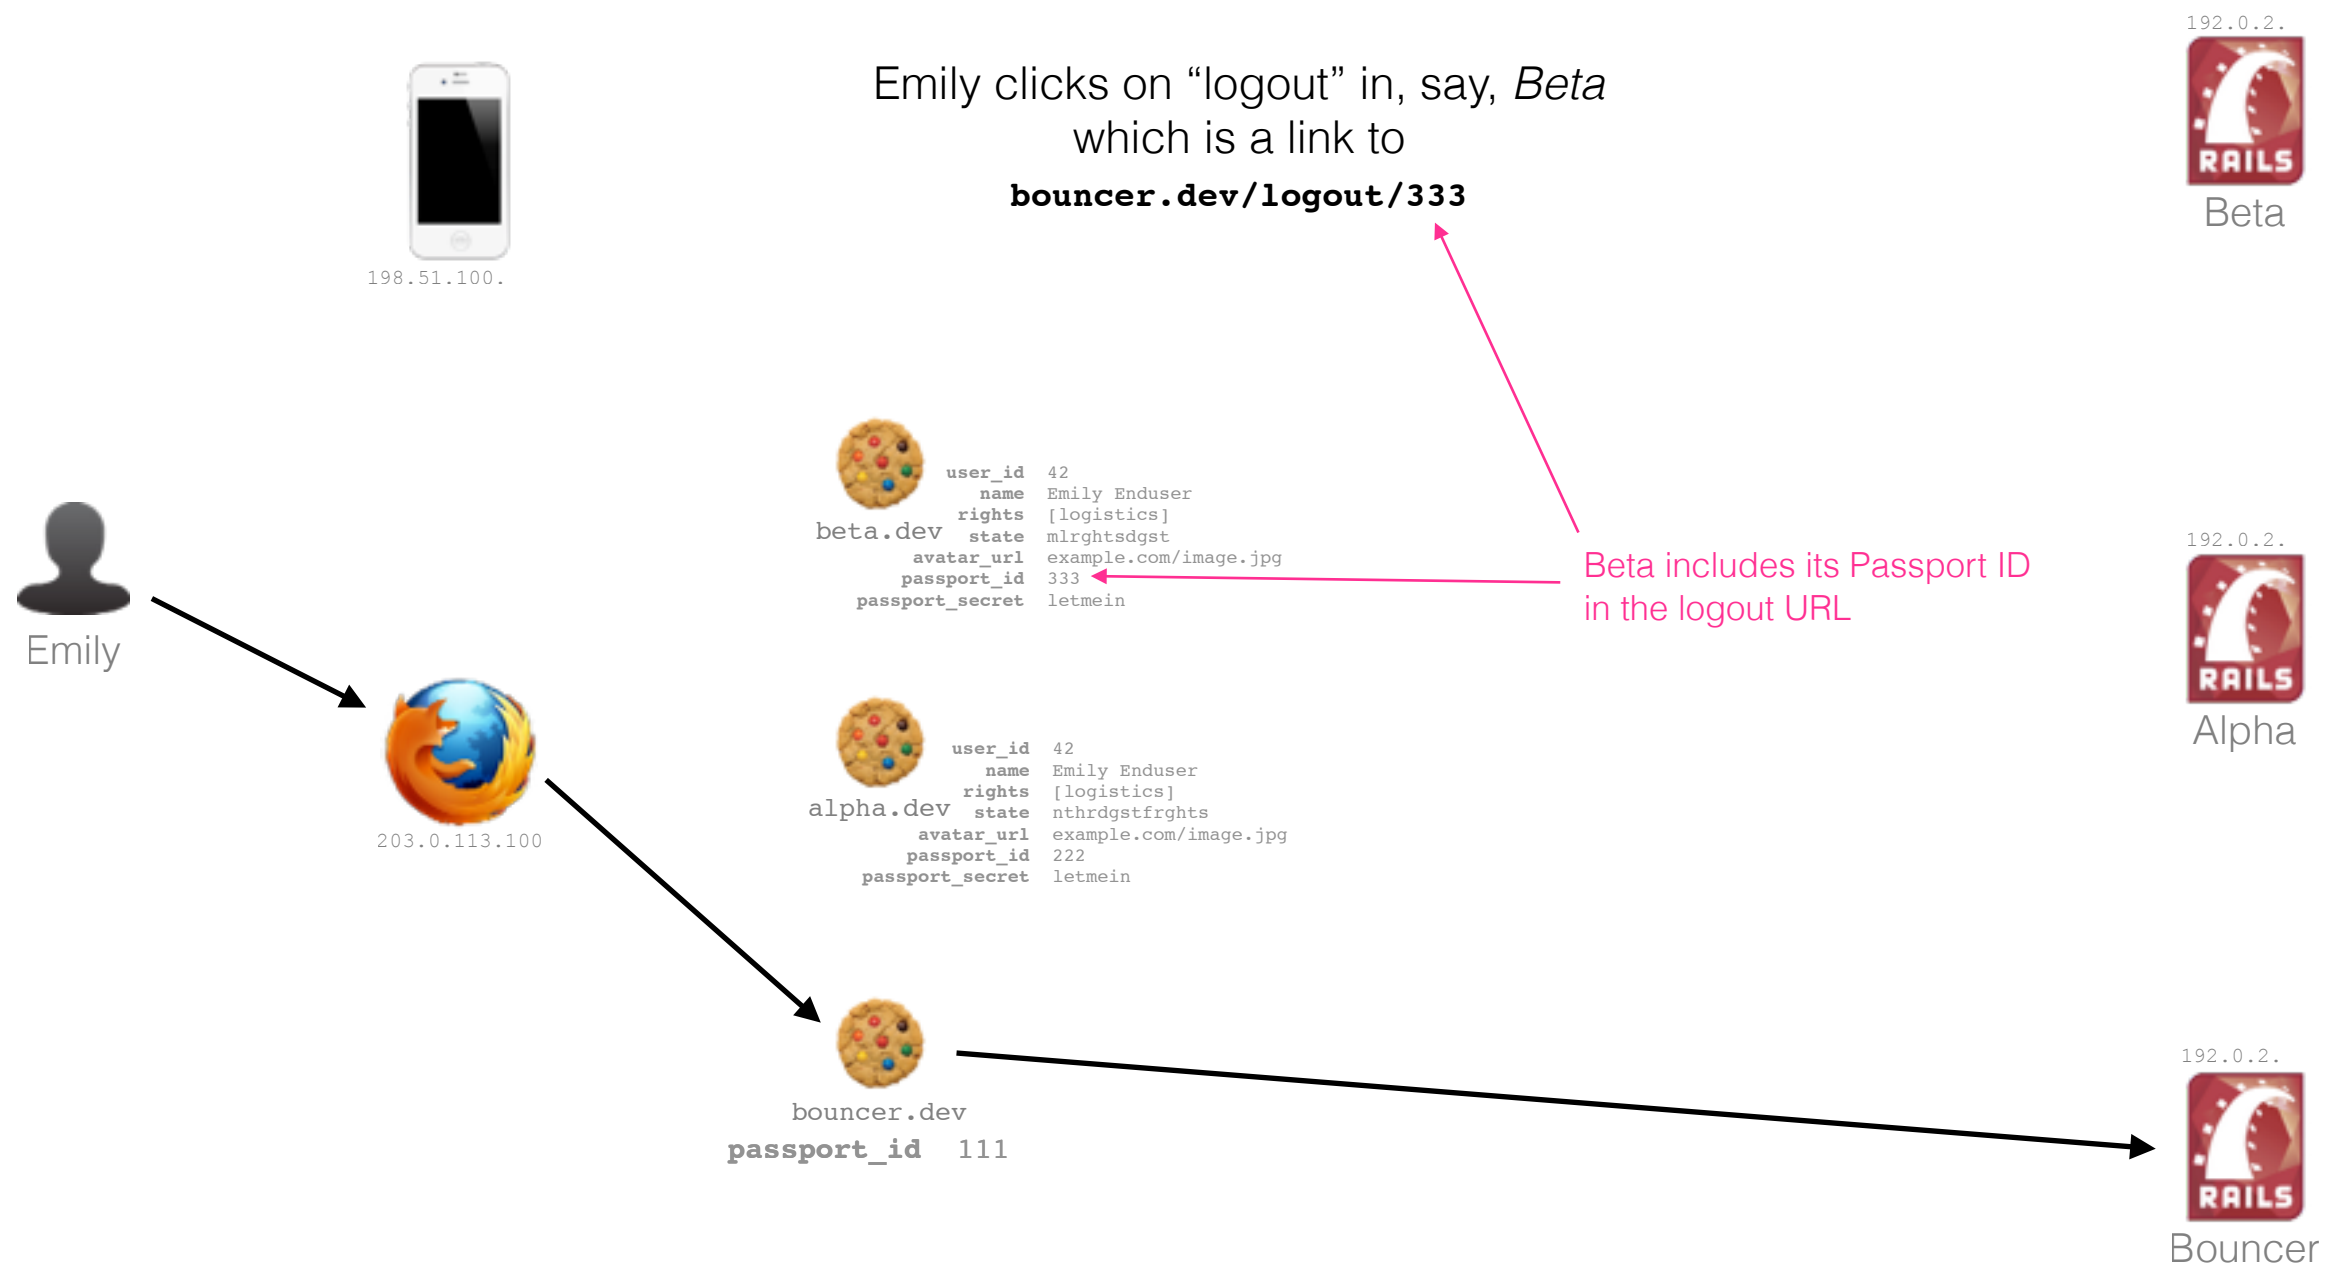 192.0.2.
RAILS
Beta
Emily clicks on “logout” in, say, Beta
which is a link to
bouncer.dev/logout/333
198.51.100.
beta.dev
user_id 42
name Emily Enduser
rights [logistics]
state mlrghtsdgst
avatar_url example.com/image.jpg
passport_id 333
passport_secret letmein
Beta includes its Passport ID
in the logout URL
192.0.2.
RAILS
Alpha
Emily
203.0.113.100
alpha.dev
user_id 42
name Emily Enduser
rights [logistics]
state nthrdgstfrghts
avatar_url example.com/image.jpg
passport_id 222
passport_secret letmein
bouncer.dev
passport_id 111
192.0.2.
RAILS
Bouncer